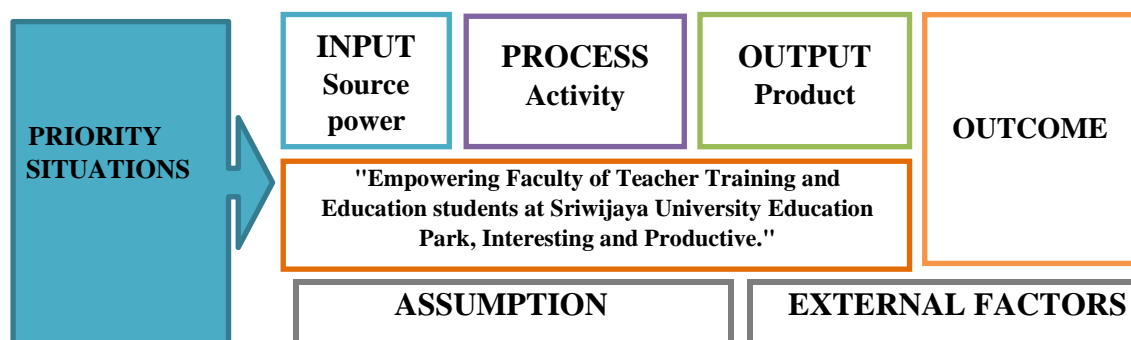 PRIORITY
SITUATIONS
INPUT
Source
power
PROCESS
Activity
OUTPUT
Product
OUTCOME
"Empowering Faculty of Teacher Training and
Education students at Sriwijaya University Education
Park, Interesting and Productive."
ASSUMPTION
EXTERNAL FACTORS